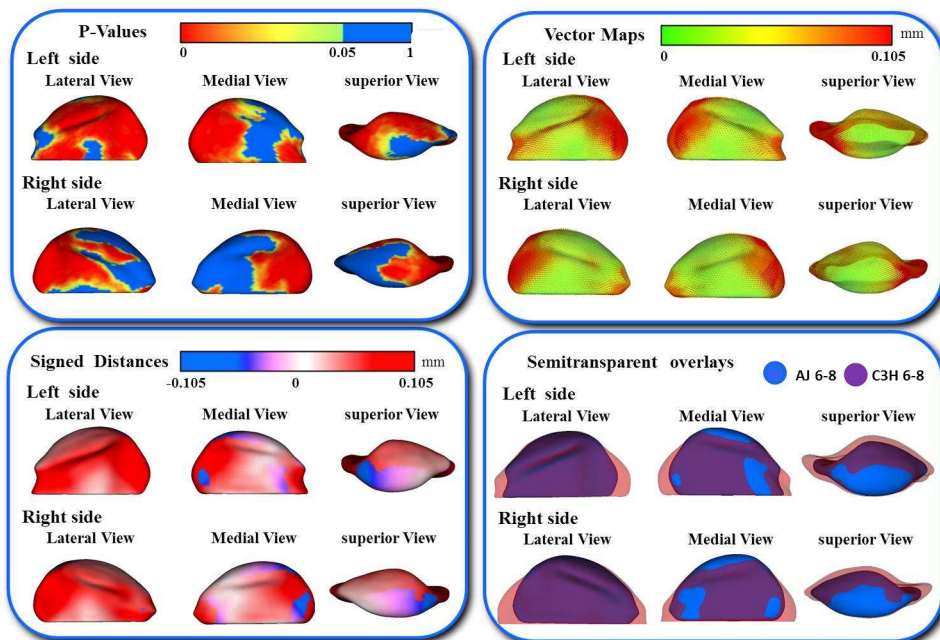 P-Values
0 0.05 1
Left side
Lateral View Medial View superior View
Right side
Lateral View Medial View superior View
Vector Maps
mm
0 0.105
Left side
Lateral View Medial View superior View
Right side
Lateral View Medial View superior View
Signed Distances
mm
-0.105 0 0.105
Left side
Lateral View Medial View superior View
Right side
Lateral View Medial View superior View
Semitransparent overlays
AJ 6-8 C3H 6-8
Left side
Lateral View Medial View superior View
Right side
Lateral View Medial View superior View